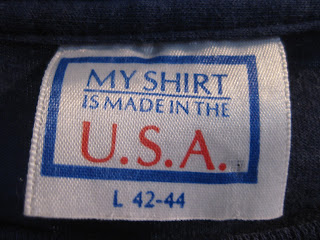 MY SHIRT
IS MADE IN THE
U.S.A.
L 42-44